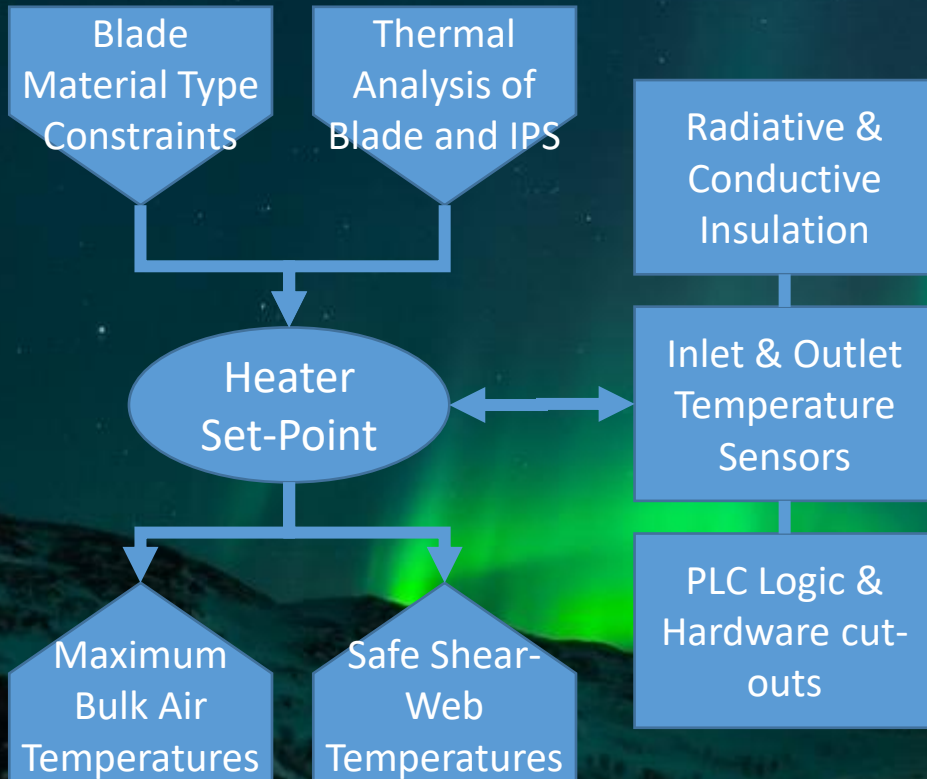 Blade
Material Type
Constraints
Thermal
Analysis of
Blade and IPS
Radiative &
Conductive
Insulation
Heater
Set-Point
Inlet & Outlet
Temperature
Sensors
PLC Logic &
Hardware cut-
outs
Maximum
Bulk Air
Temperatures
Safe Shear-
Web
Temperatures